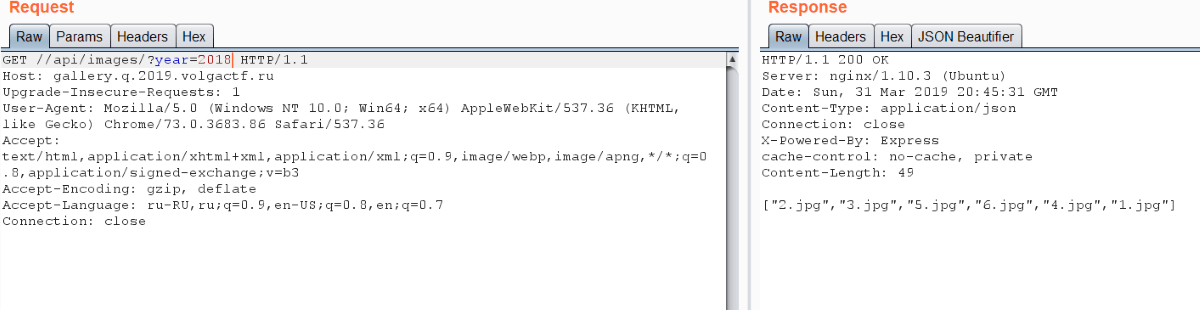 Request
Raw Params Headers Hex
GET //api/images/?year=2018 HTTP/1.1
Host: gallery.q.2019.volgactf.ru
Upgrade-Insecure-Requests: 1
User-Agent: Mozilla/5.0 (Windows NT 10.0; Win64; x64) AppleWebKit/537.36 (KHTML,
like Gecko) Chrome/73.0.3683.86 Safari/537.36
Accept:
text/html,application/xhtml+xml,application/xml;q=0.9,image/webp,image/apng,*/*;q=0
.8,application/signed-exchange;v=b3
Accept-Encoding: gzip, deflate
Accept-Language: ru-RU,ru;q=0.9,en-US;q=0.8,en;q=0.7
Connection: close
Response
Raw Headers Hex JSON Beautifier
HTTP/1.1 200 OK
Server: nginx/1.10.3 (Ubuntu)
Date: Sun, 31 Mar 2019 20:45:31 GMT
Content-Type: application/json
Connection: close
X-Powered-By: Express
cache-control: no-cache, private
Content-Length: 49
["2.jpg","3.jpg","5.jpg","6.jpg","4.jpg","1.jpg"]